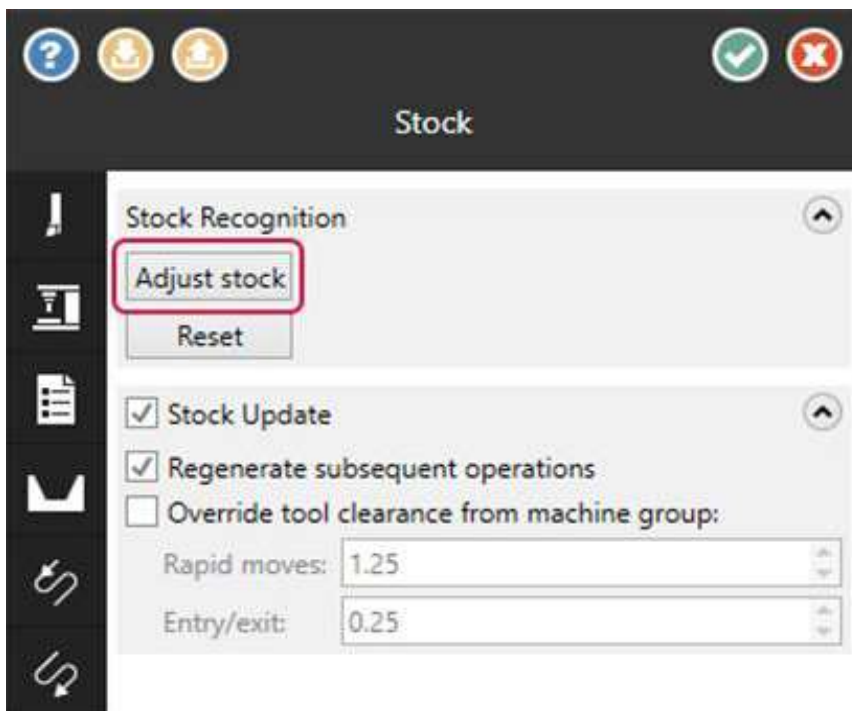 Stock
Stock Recognition
Adjust stock
Reset
Stock Update
Regenerate subsequent operations
Override tool clearance from machine group:
Rapid moves: 1.25
Entry/exit: 0.25